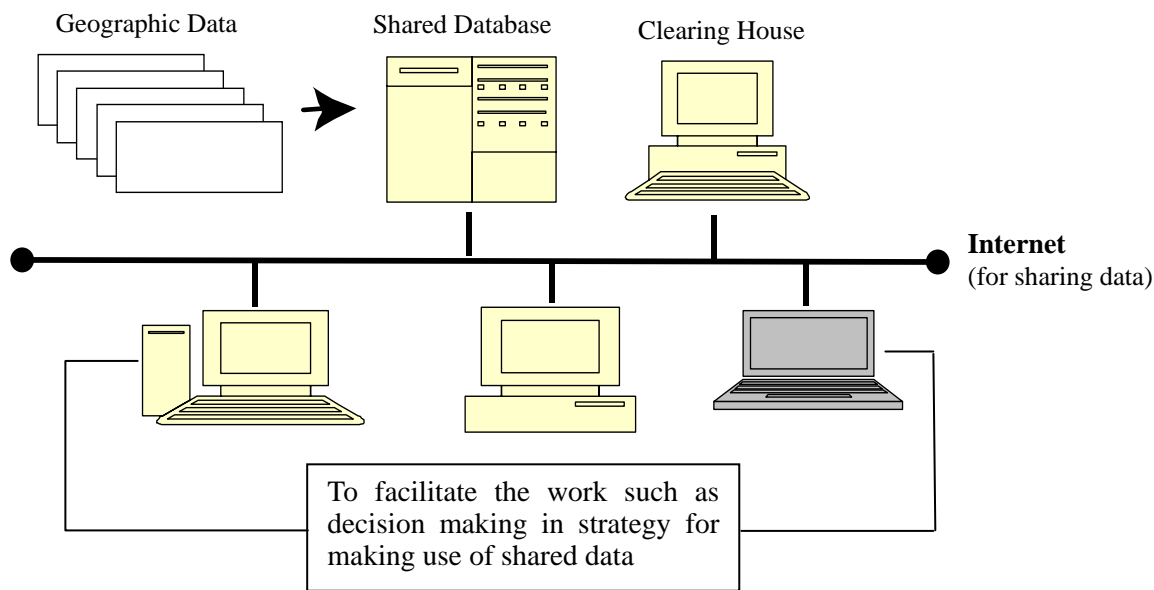 Geographic Data
Shared Database
Clearing House
Internet
(for sharing data)
To facilitate the work such as
decision making in strategy for
making use of shared data